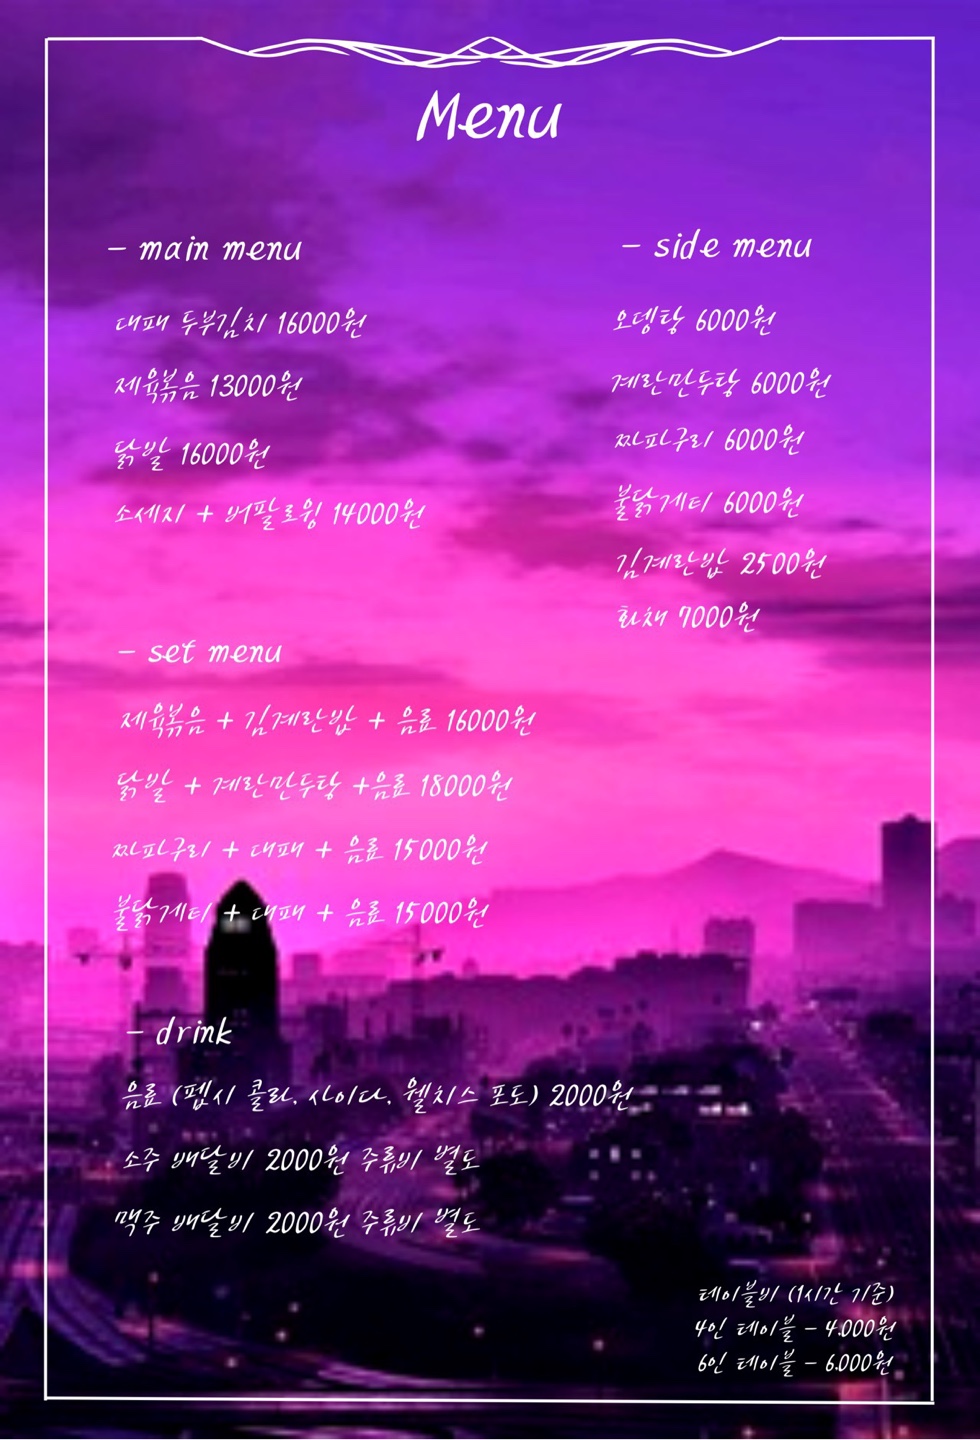 Menu
- main menu
대패 두부김치 16000원
제육볶음 13000원
닭발 16000원
소세지 + 버팔로윙 14000원
- side menu
오뎅탕 6000원
계란만두탕 6000원
짜파구리 6000원
불닭게티 6000원
김계란밥 2500원
화채 7000원
- set menu
제육볶음 + 김계란밥 + 음료 16000원
닭발 + 계란만두탕 +음료 18000원
짜파구리 + 대패 + 음료 15000원
불닭게티 + 대패 + 음료 15000원
- drink
음료 (펩시 콜라, 사이다, 웰치스 포도) 2000원
소주 배달비 2000원 주류비 별도
맥주 배달비 2000원 주류비 별도
테이블비 (1시간 기준)
4인 테이블 - 4,000원
6인 테이블 - 6,000원